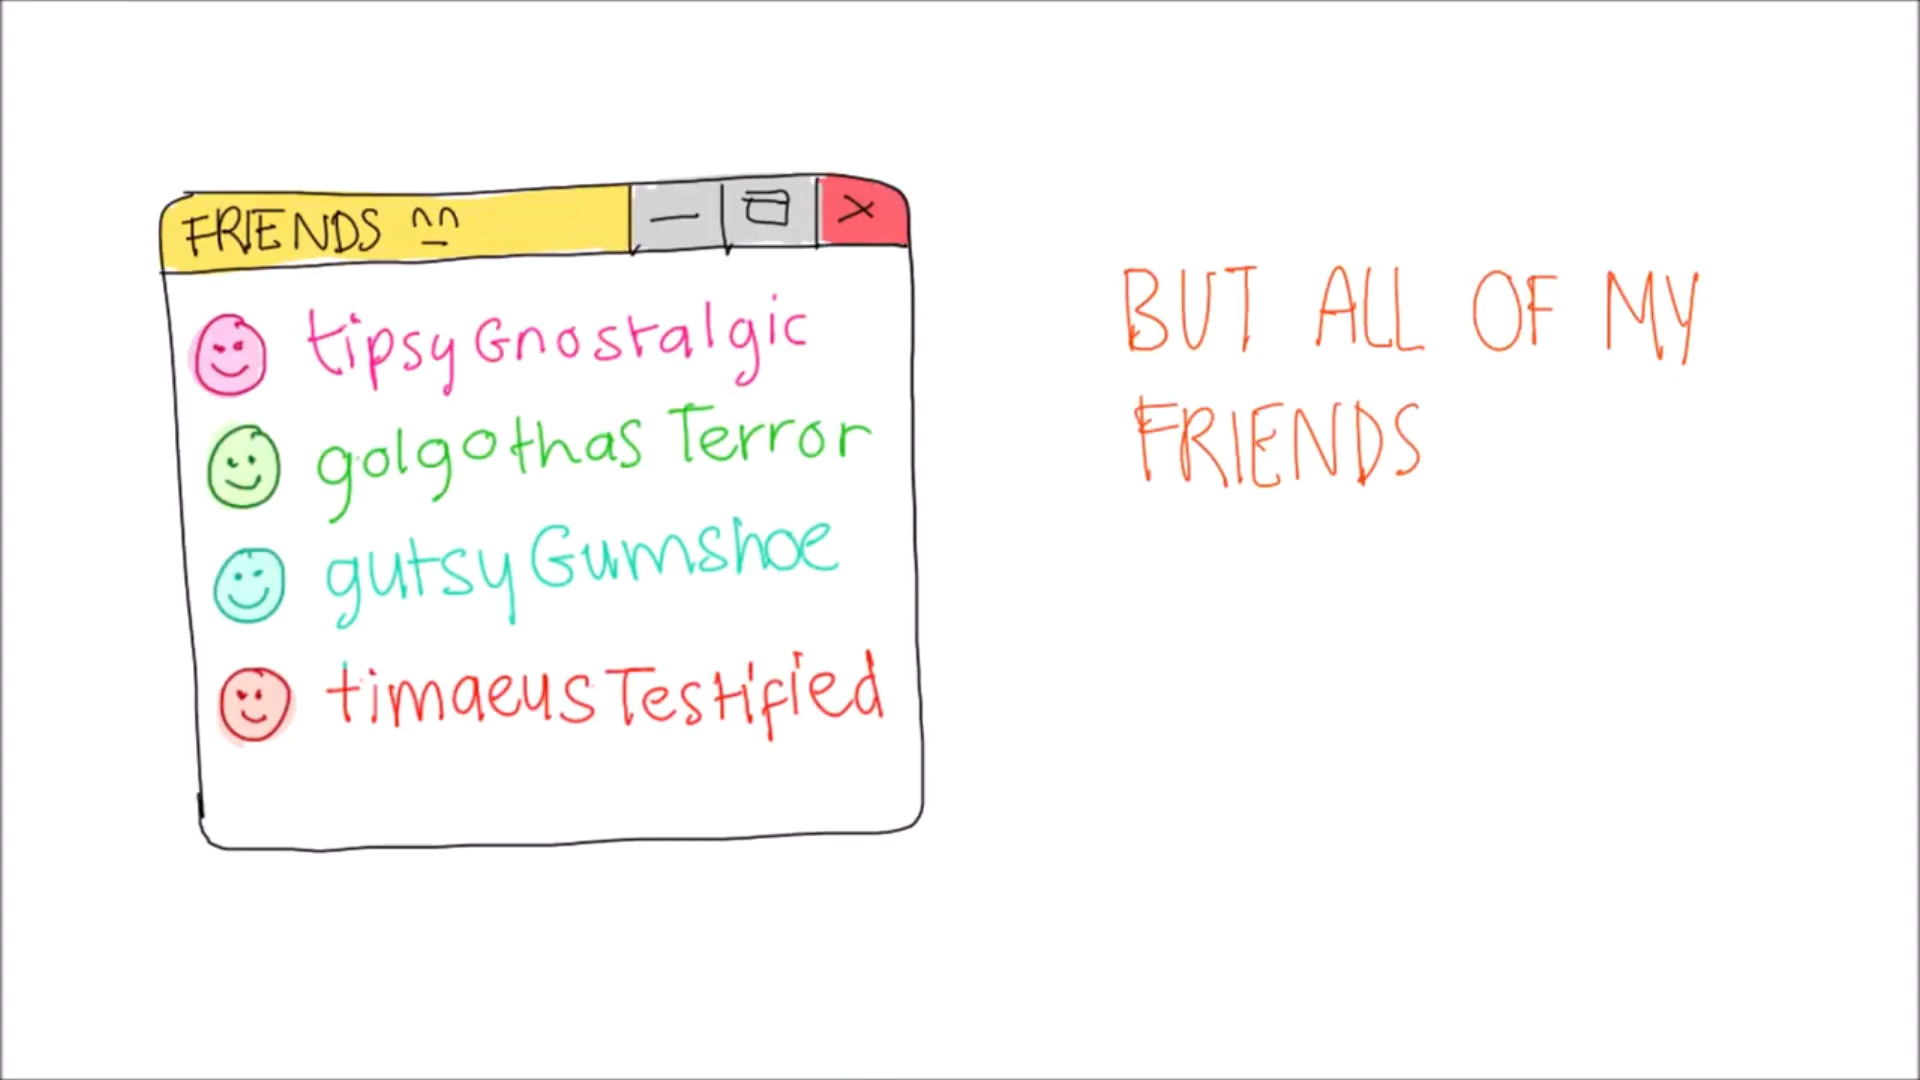 FRIENDS
tipsyGnostalgic
golgothasTerror
gutsyGumshoe
timaeusTestified
BUT ALL OF MY
FRIENDS